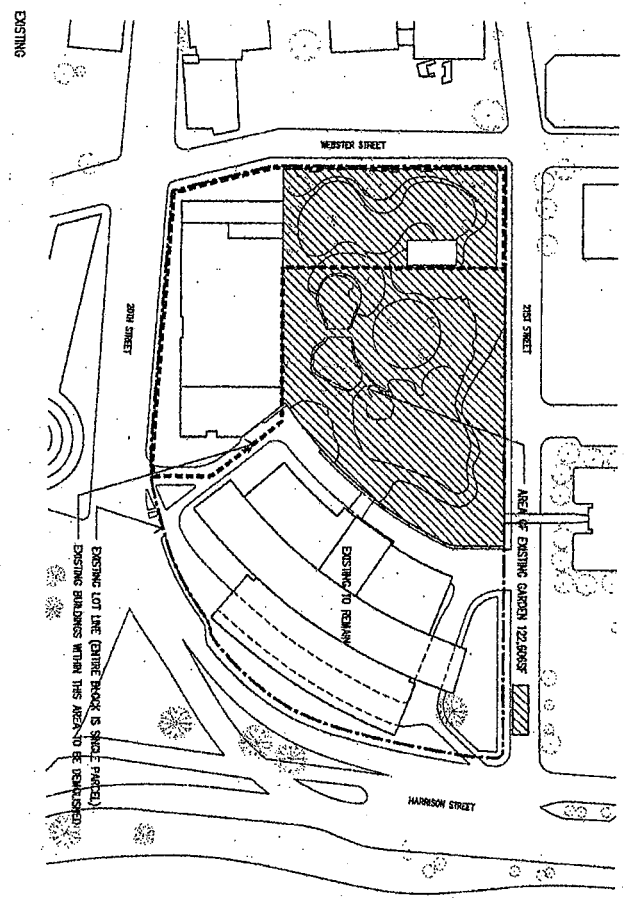 EXISTING
WEBSTER STREET
20TH STREET
21ST STREET
AREA OF EXISTING GARDEN 122,606SF
EXISTING TO REMAIN
EXISTING LOT LINE (ENTIRE BLOCK IS SINGLE PARCEL)
EXISTING BUILDINGS WITHIN THIS AREA TO BE DEMOLISHED
HARRISON STREET